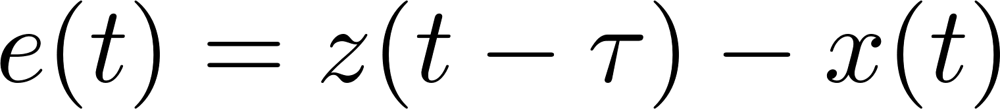 e(t) = z(t − τ) − x(t)